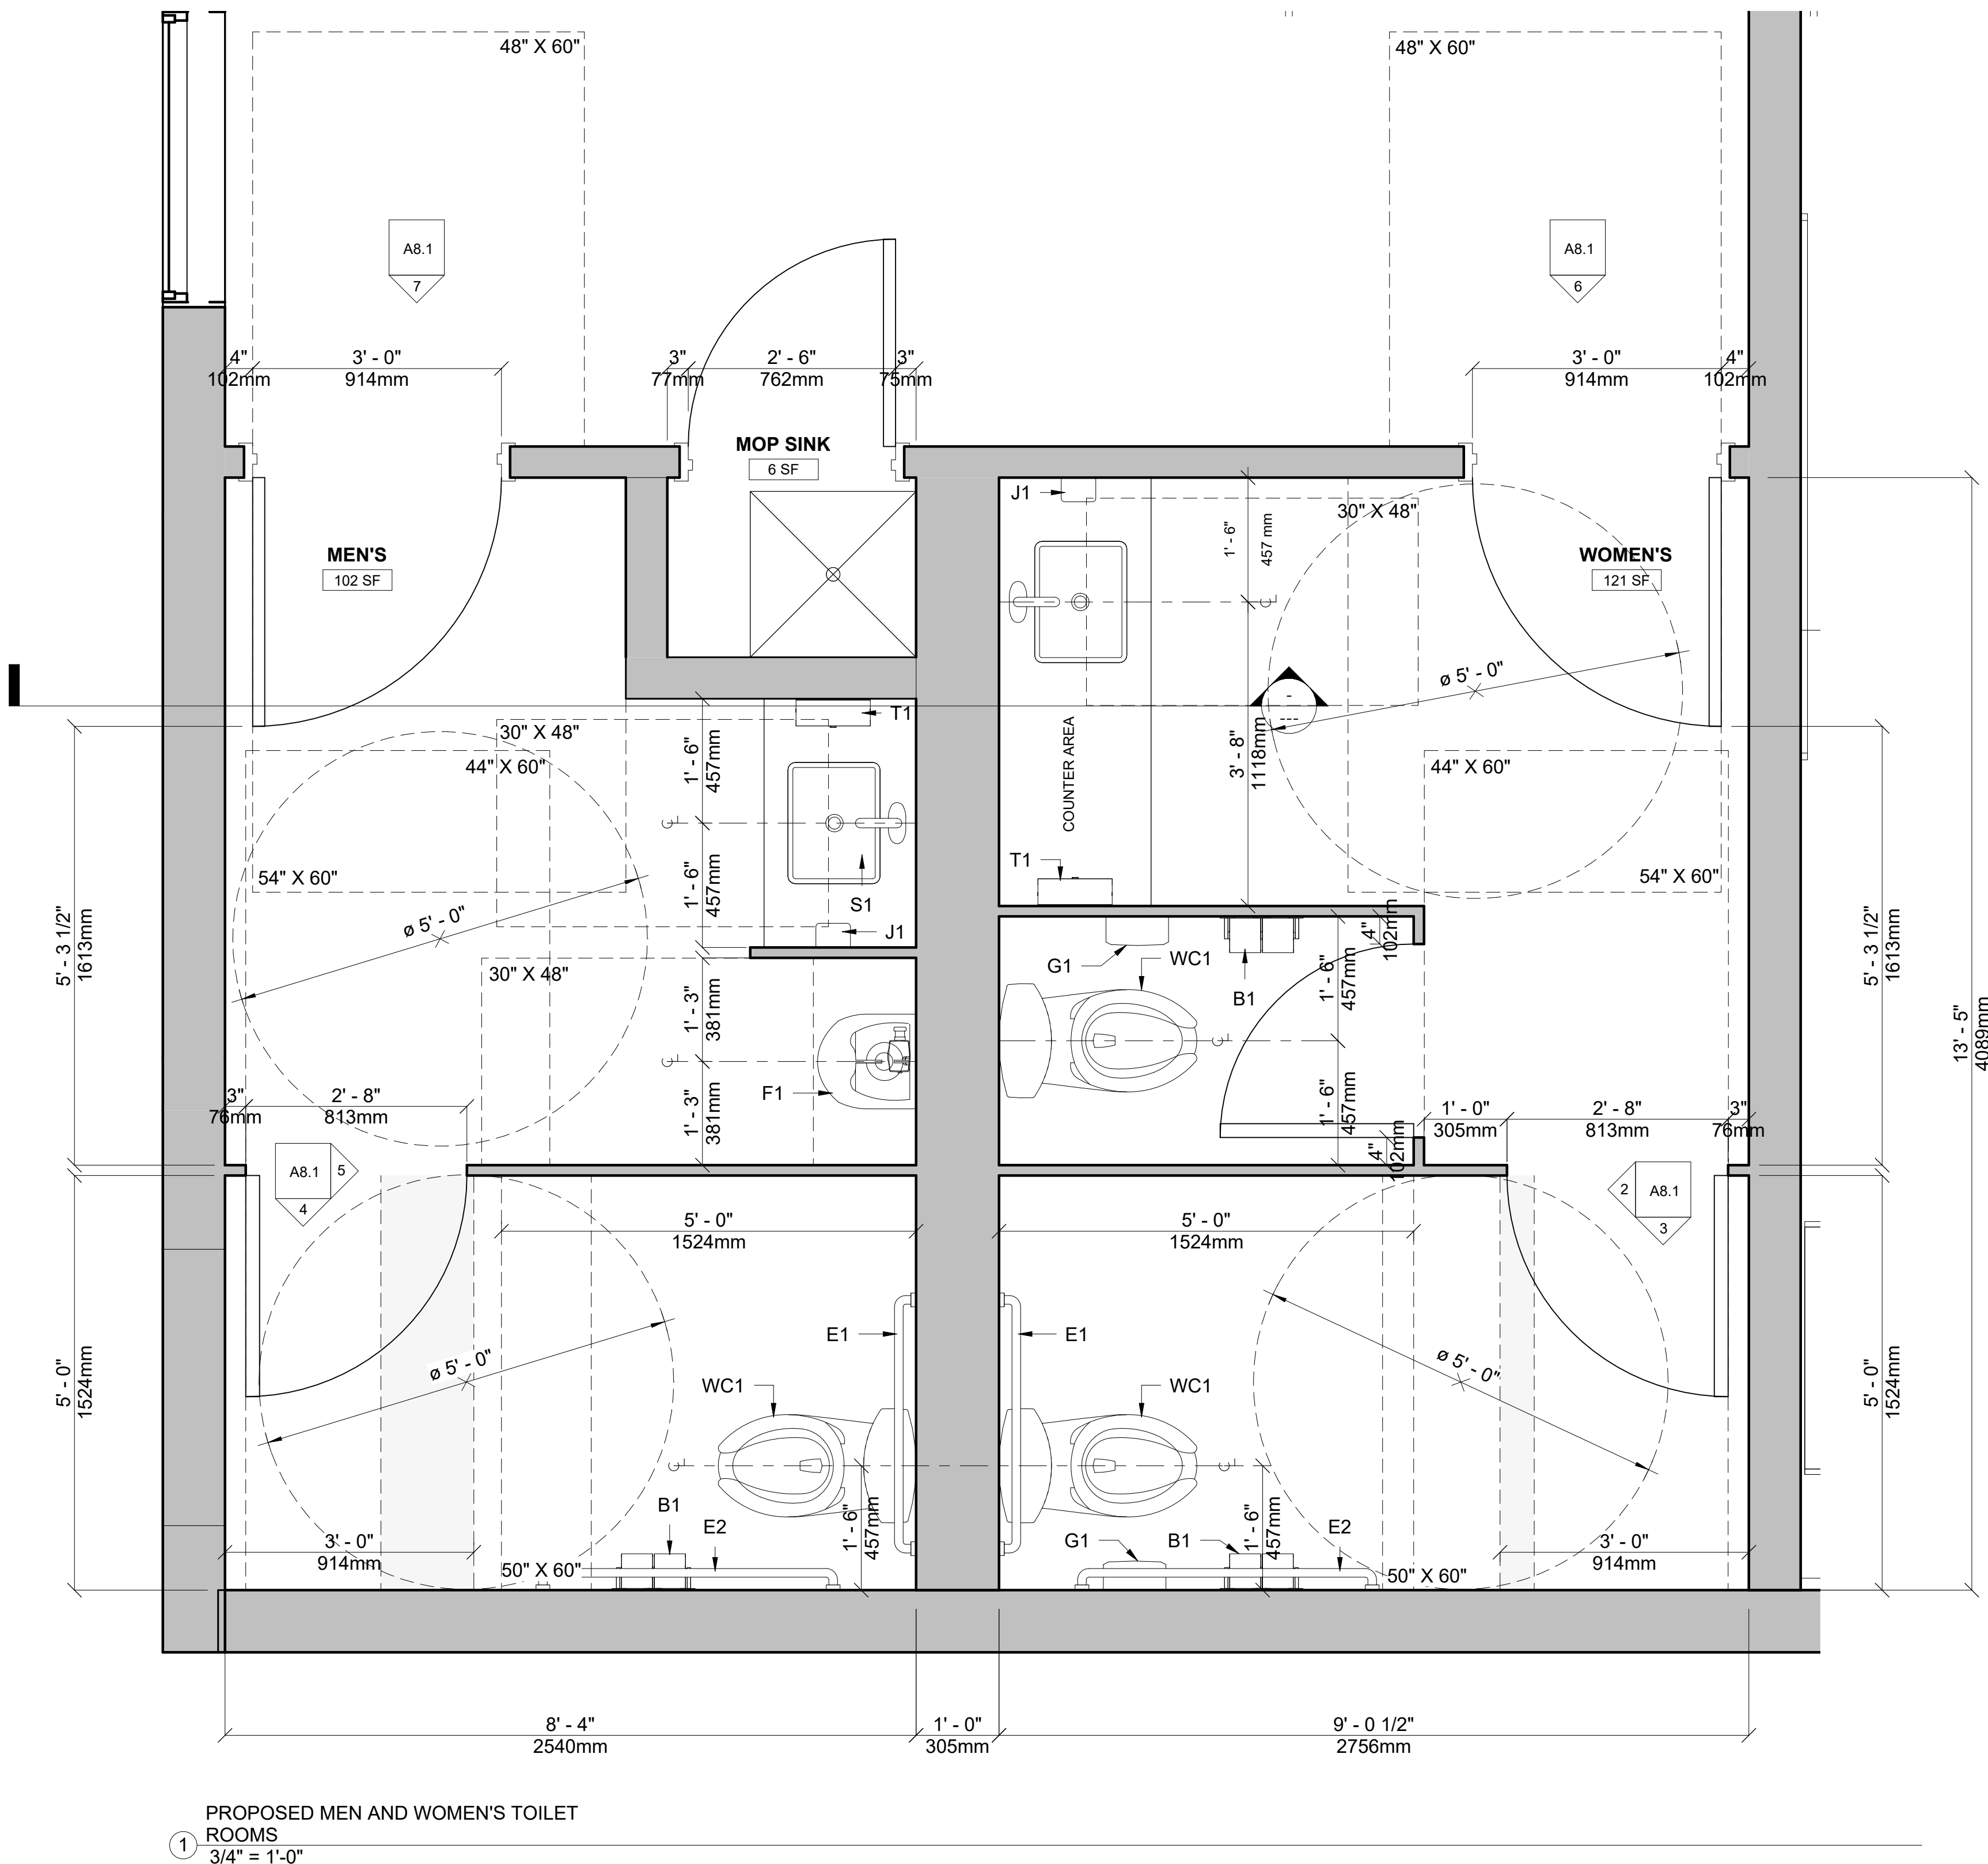 48" X 60"
48" X 60"
A8.1
7
A8.1
6
4"
102mm
3' - 0"
914mm
3"
77mm
2' - 6"
762mm
3"
75mm
3' - 0"
914mm
4"
102mm
MOP SINK
6 SF
MEN'S
102 SF
J1
30" X 48"
1' - 6"
457 mm
WOMEN'S
121 SF
ø 5' - 0"
T1
-
---
30" X 48"
44" X 60"
1' - 6"
457mm
COUNTER AREA
3' - 8"
1118mm
44" X 60"
54" X 60"
54" X 60"
T1
1' - 6"
457mm
S1
J1
ø 5' - 0"
5' - 3 1/2"
1613mm
5' - 3 1/2"
1613mm
4"
102mm
G1
WC1
B1
1' - 6"
457mm
30" X 48"
1' - 3"
381mm
13' - 5"
4089mm
F1
1' - 3"
381mm
3"
76mm
2' - 8"
813mm
1' - 6"
457mm
4"
102mm
1' - 0"
305mm
2' - 8"
813mm
3"
76mm
A8.1
5
4
2
A8.1
3
5' - 0"
1524mm
5' - 0"
1524mm
E1
E1
ø 5' - 0"
ø 5' - 0"
WC1
WC1
5' - 0"
1524mm
5' - 0"
1524mm
B1
E2
1' - 6"
457mm
G1
B1
1' - 6"
457mm
E2
3' - 0"
914mm
50" X 60"
50" X 60"
3' - 0"
914mm
8' - 4"
2540mm
1' - 0"
305mm
9' - 0 1/2"
2756mm
PROPOSED MEN AND WOMEN'S TOILET
ROOMS
1
3/4" = 1'-0"